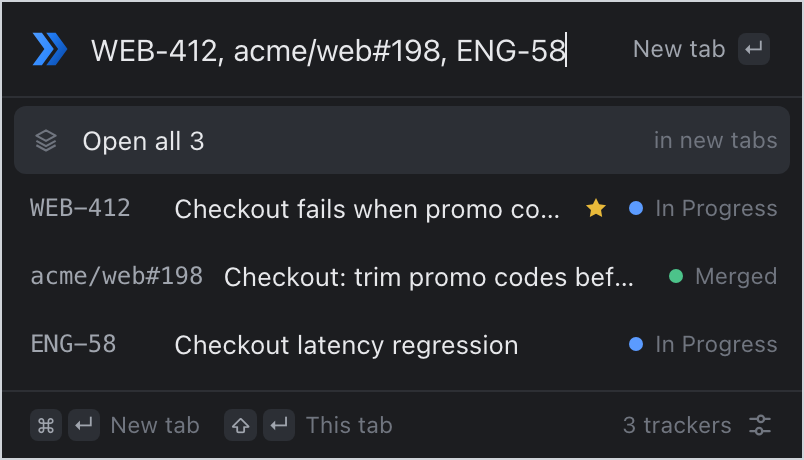 WEB-412, acme/web#198, ENG-58 New tab ↵
Open all 3 in new tabs
WEB-412 Checkout fails when promo co... In Progress
acme/web#198 Checkout: trim promo codes bef... Merged
ENG-58 Checkout latency regression In Progress
⌘ ↵ New tab ⇧ ↵ This tab 3 trackers